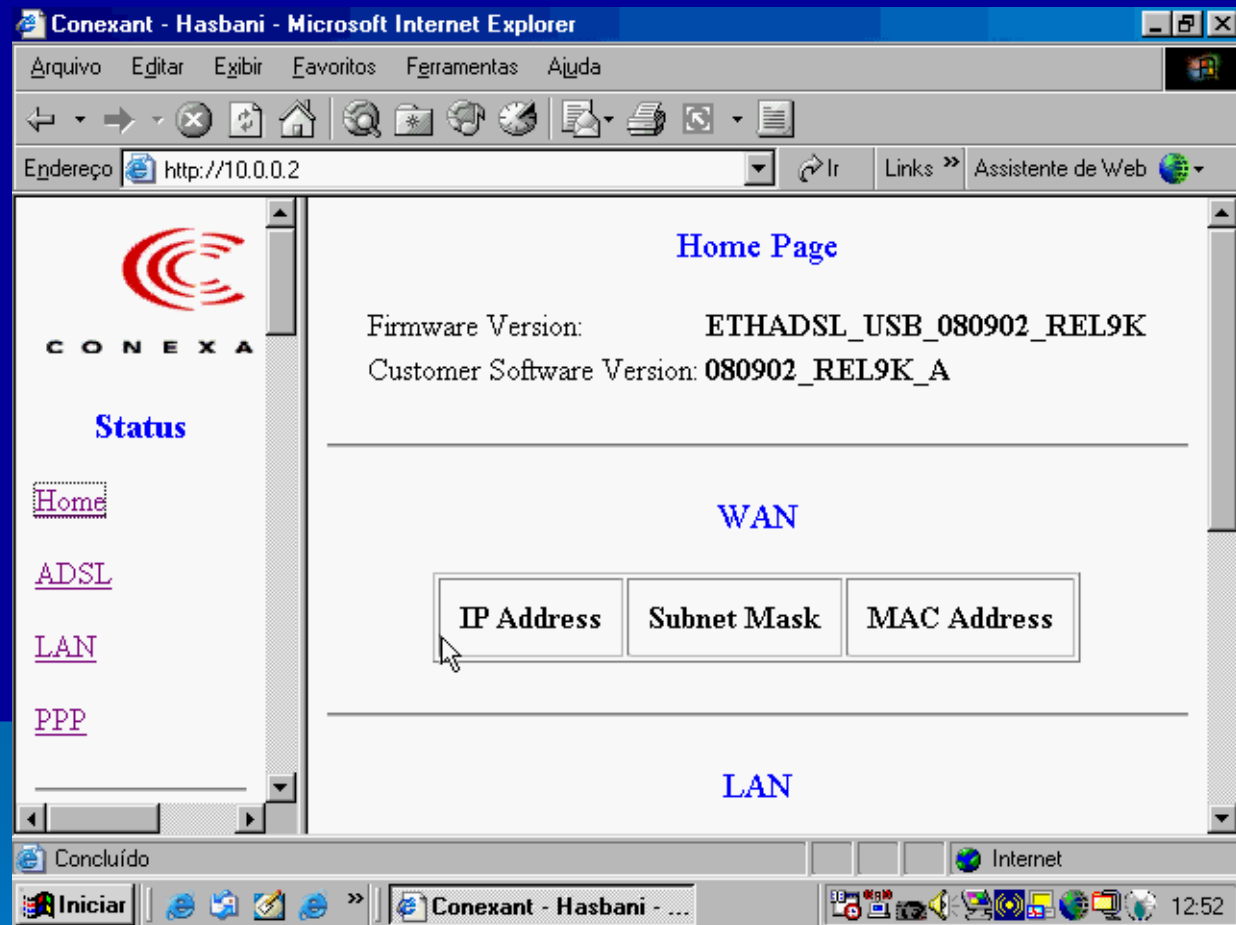 Conexant - Hasbani - Microsoft Internet Explorer
Arquivo Editar Exibir Favoritos Ferramentas Ajuda
Endereço http://10.0.0.2 Ir Links » Assistente de Web
CONEXA
Status
Home
ADSL
LAN
PPP
Home Page
Firmware Version: ETHADSL_USB_080902_REL9K
Customer Software Version: 080902_REL9K_A
WAN
IP Address Subnet Mask MAC Address
LAN
Concluído Internet
Iniciar » Conexant - Hasbani - ... 12:52